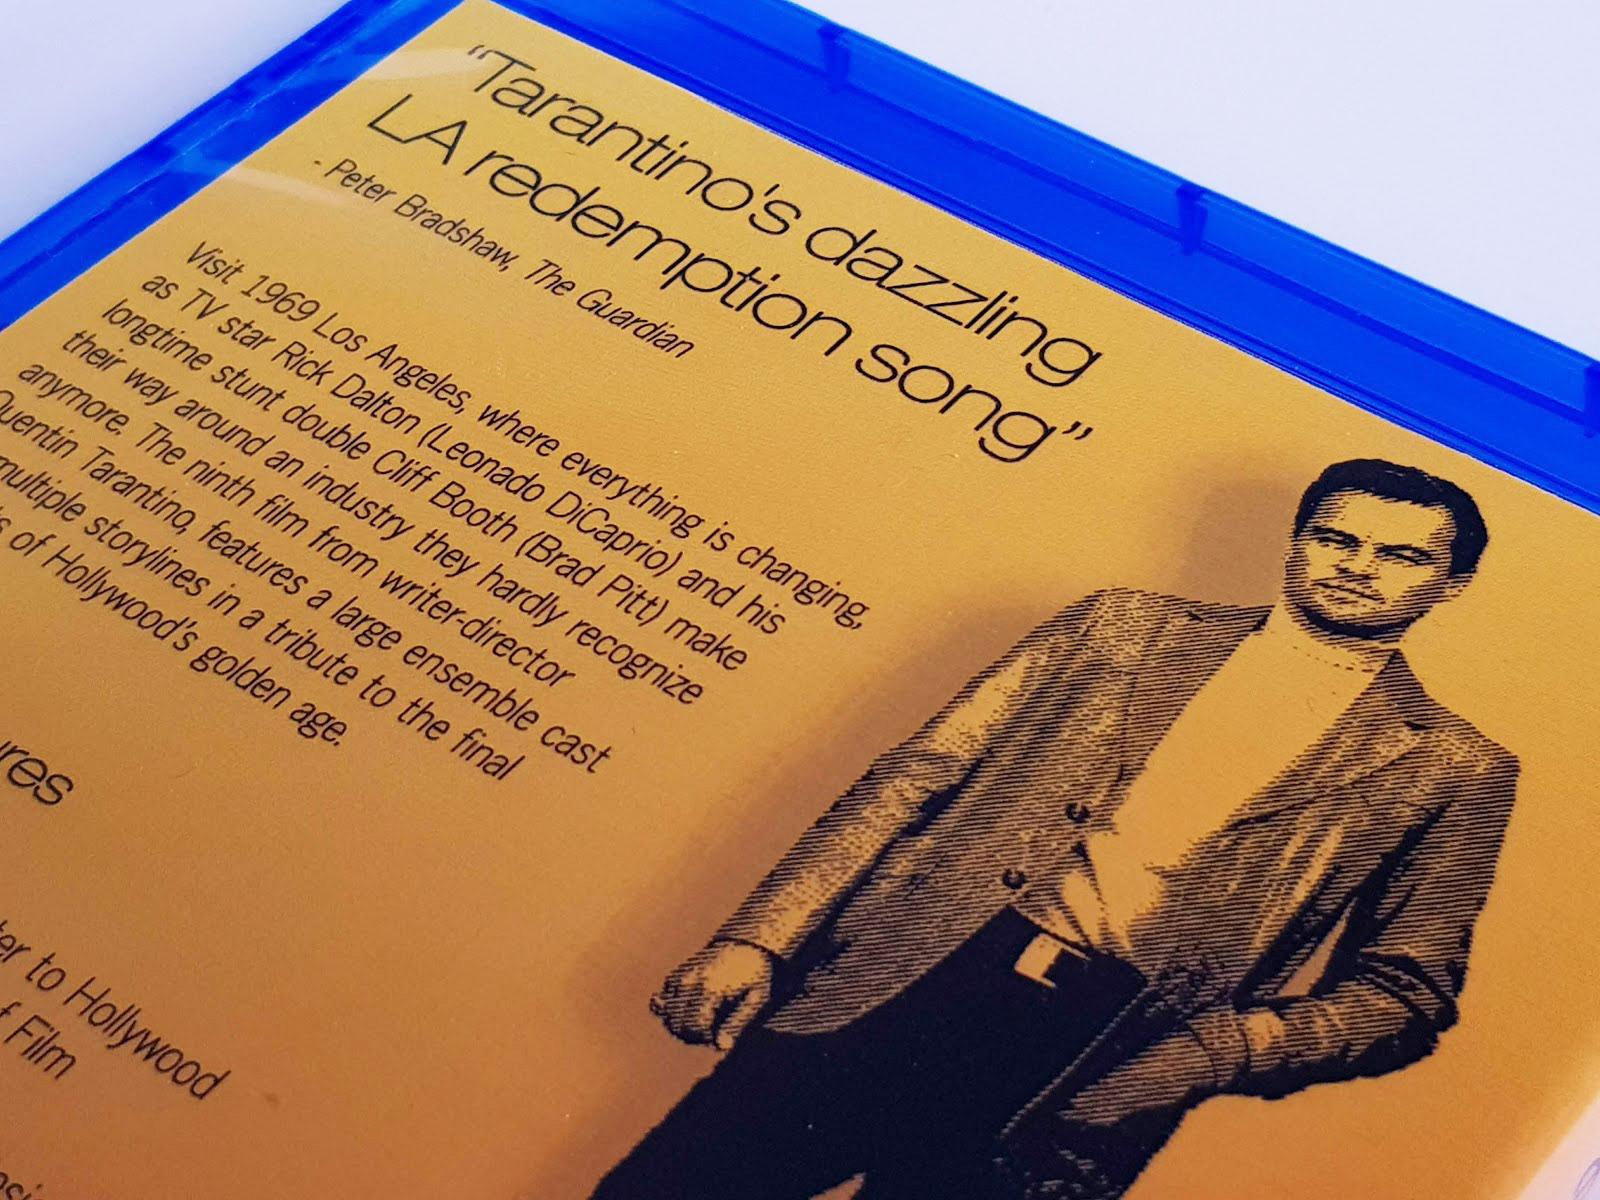 “Tarantino's dazzling
LA redemption song”
- Peter Bradshaw, The Guardian
Visit 1969 Los Angeles, where everything is changing,
as TV star Rick Dalton (Leonado DiCaprio) and his
longtime stunt double Cliff Booth (Brad Pitt) make
their way around an industry they hardly recognize
anymore. The ninth film from writer-director
Quentin Tarantino, features a large ensemble cast
multiple storylines in a tribute to the final
of Hollywood's golden age.
to Hollywood
Film